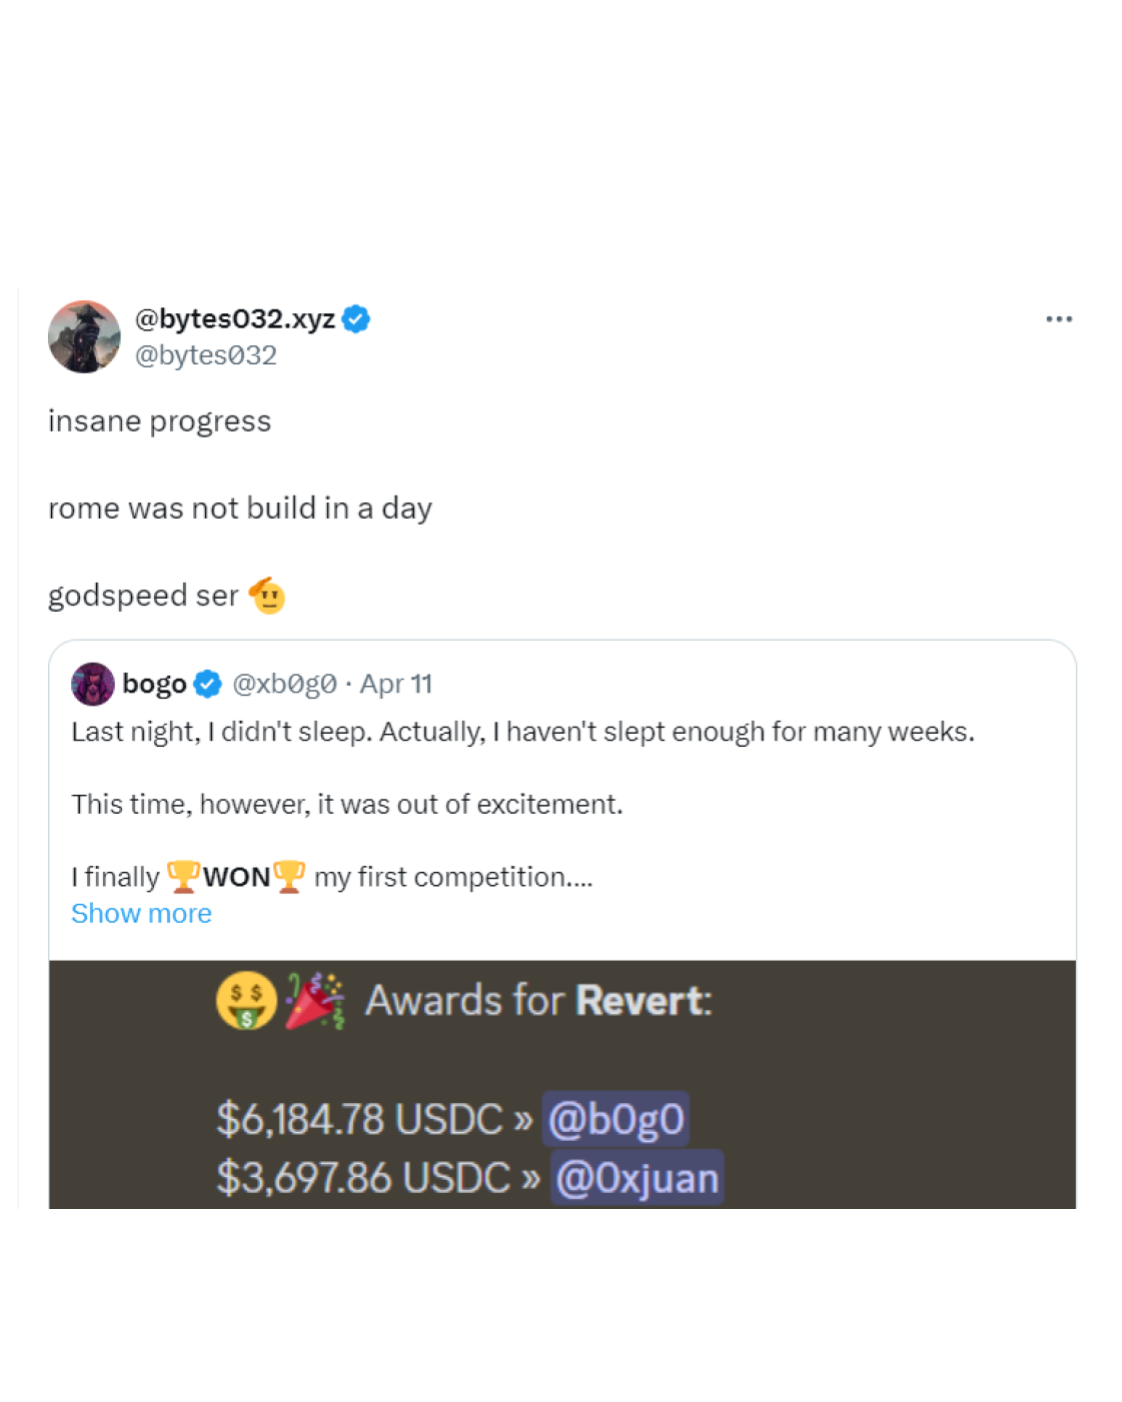 @bytes032.xyz
@bytes032
insane progress
rome was not build in a day
godspeed ser
bogo @xb0g0 · Apr 11
Last night, I didn't sleep. Actually, I haven't slept enough for many weeks.
This time, however, it was out of excitement.
I finally 🏆WON🏆 my first competition....
Show more
Awards for Revert:
$6,184.78 USDC » @b0g0
$3,697.86 USDC » @0xjuan